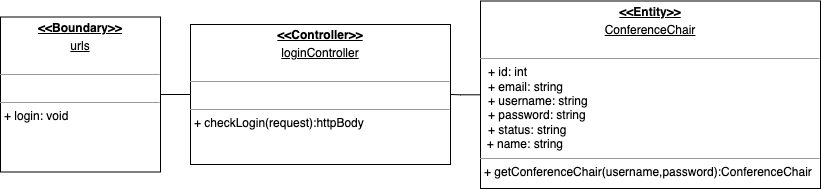 <<Boundary>>
urls
+ login: void
<<Controller>>
loginController
+ checkLogin(request):httpBody
<<Entity>>
ConferenceChair
+ id: int
+ email: string
+ username: string
+ password: string
+ status: string
+ name: string
+ getConferenceChair(username,password):ConferenceChair